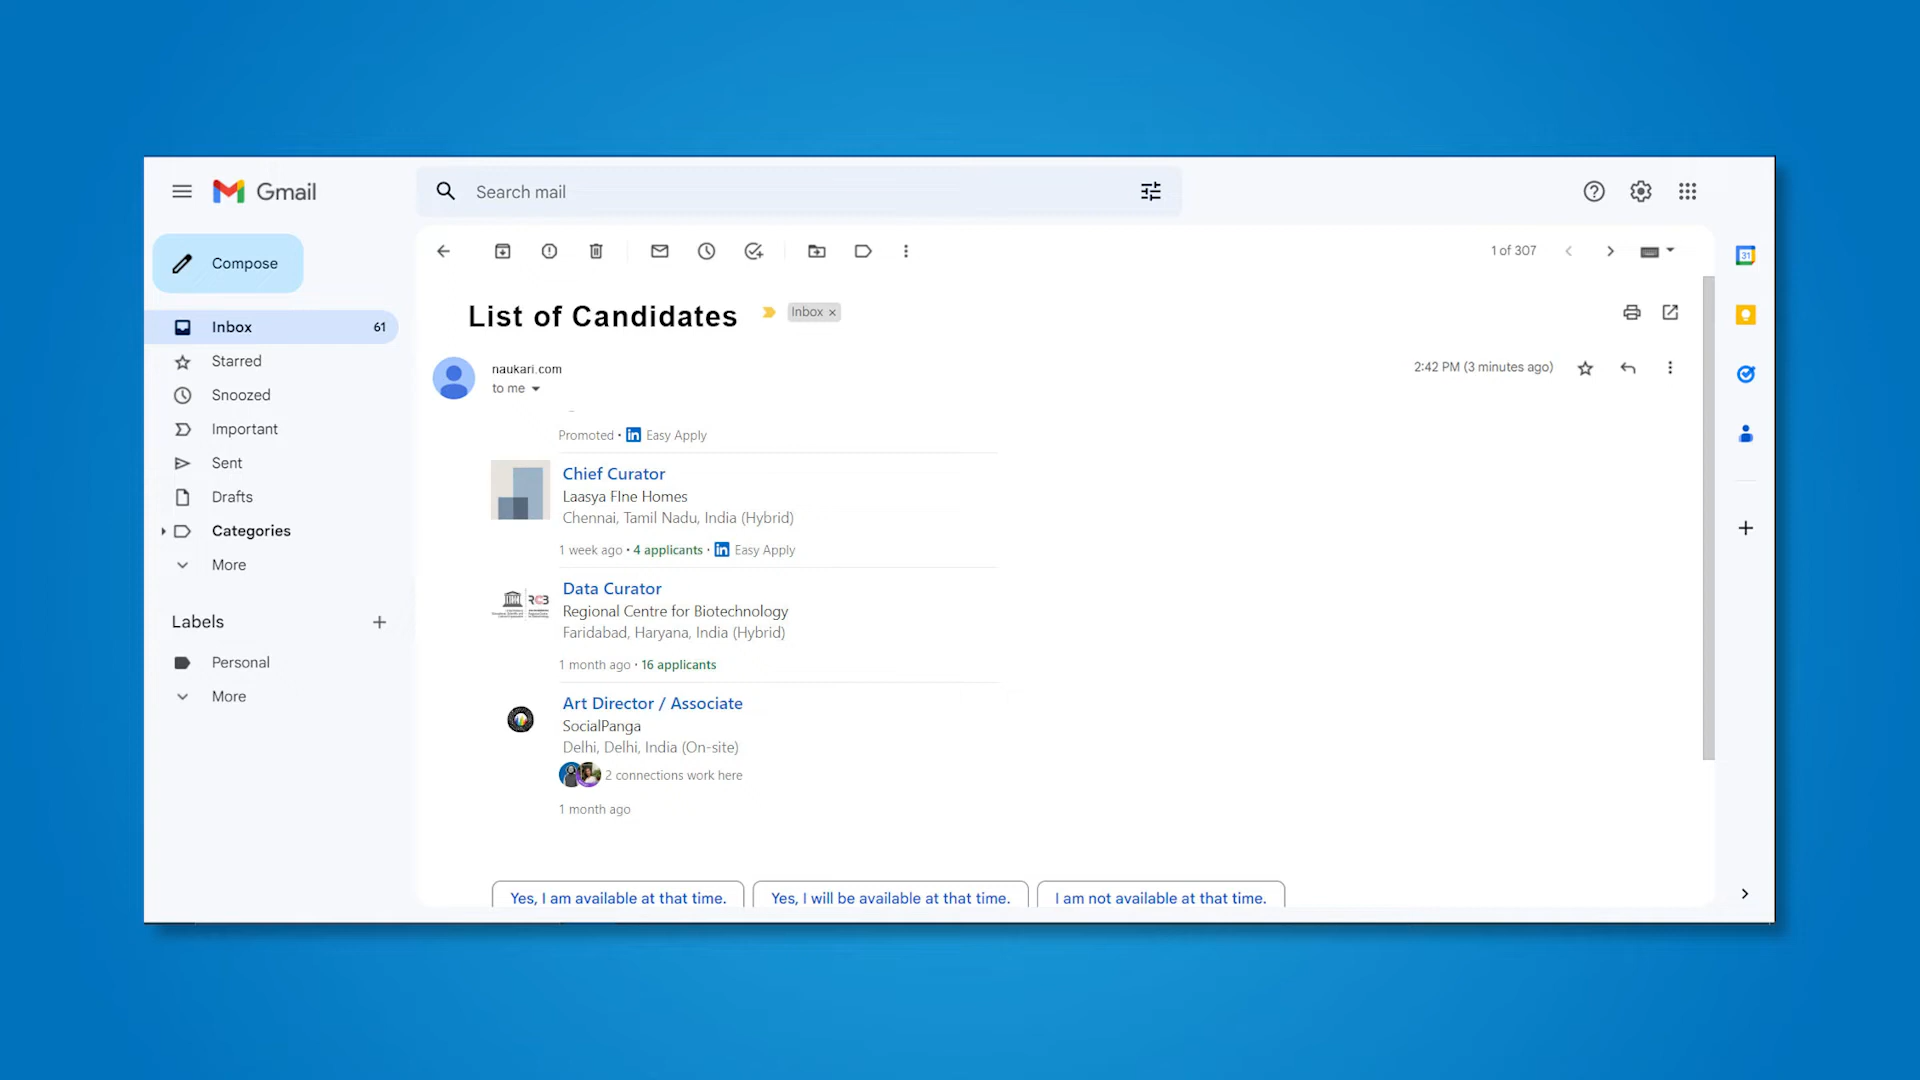 Gmail
Search mail
Compose
1 of 307
31
List of Candidates
Inbox ×
Inbox 61
Starred
Snoozed
Important
Sent
Drafts
Categories
More
Labels
Personal
More
naukari.com
to me
2:42 PM (3 minutes ago)
Promoted · in Easy Apply
Chief Curator
Laasya FIne Homes
Chennai, Tamil Nadu, India (Hybrid)
1 week ago · 4 applicants · in Easy Apply
RCB
Data Curator
Regional Centre for Biotechnology
Faridabad, Haryana, India (Hybrid)
1 month ago · 16 applicants
Art Director / Associate
SocialPanga
Delhi, Delhi, India (On-site)
2 connections work here
1 month ago
Yes, I am available at that time.
Yes, I will be available at that time.
I am not available at that time.